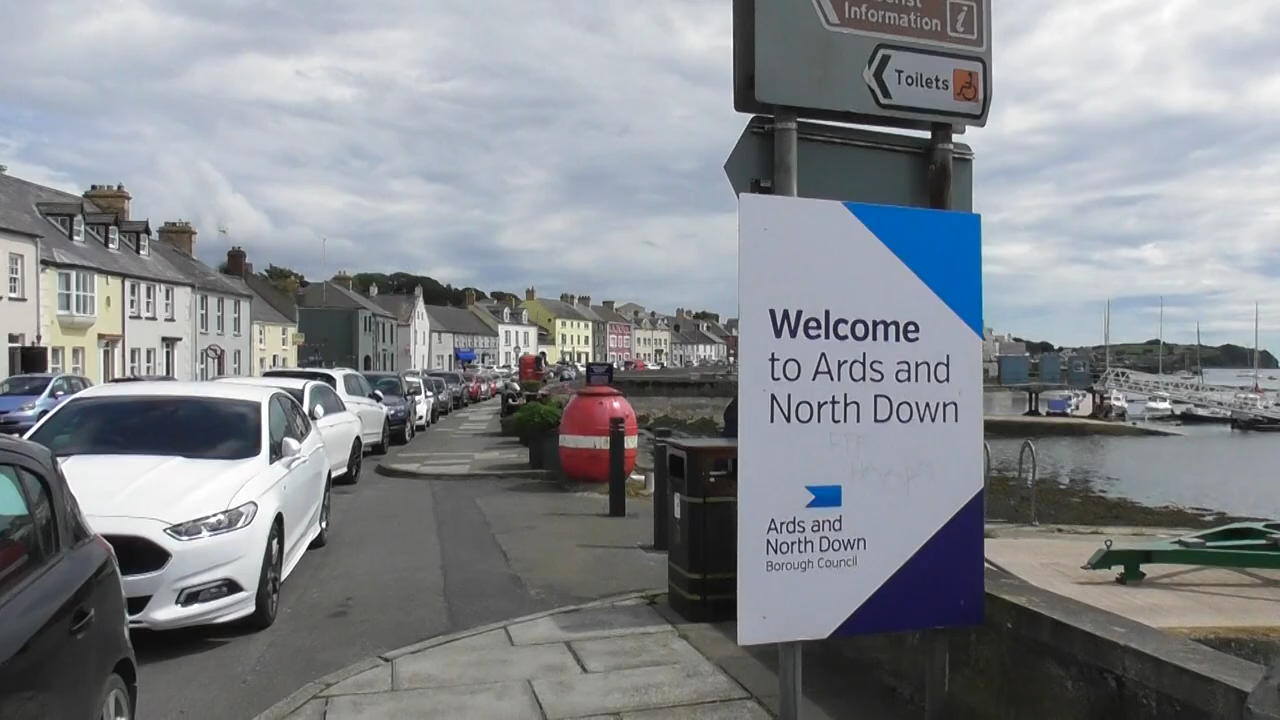 Information
Toilets
Welcome
to Ards and
North Down
Ards and
North Down
Borough Council